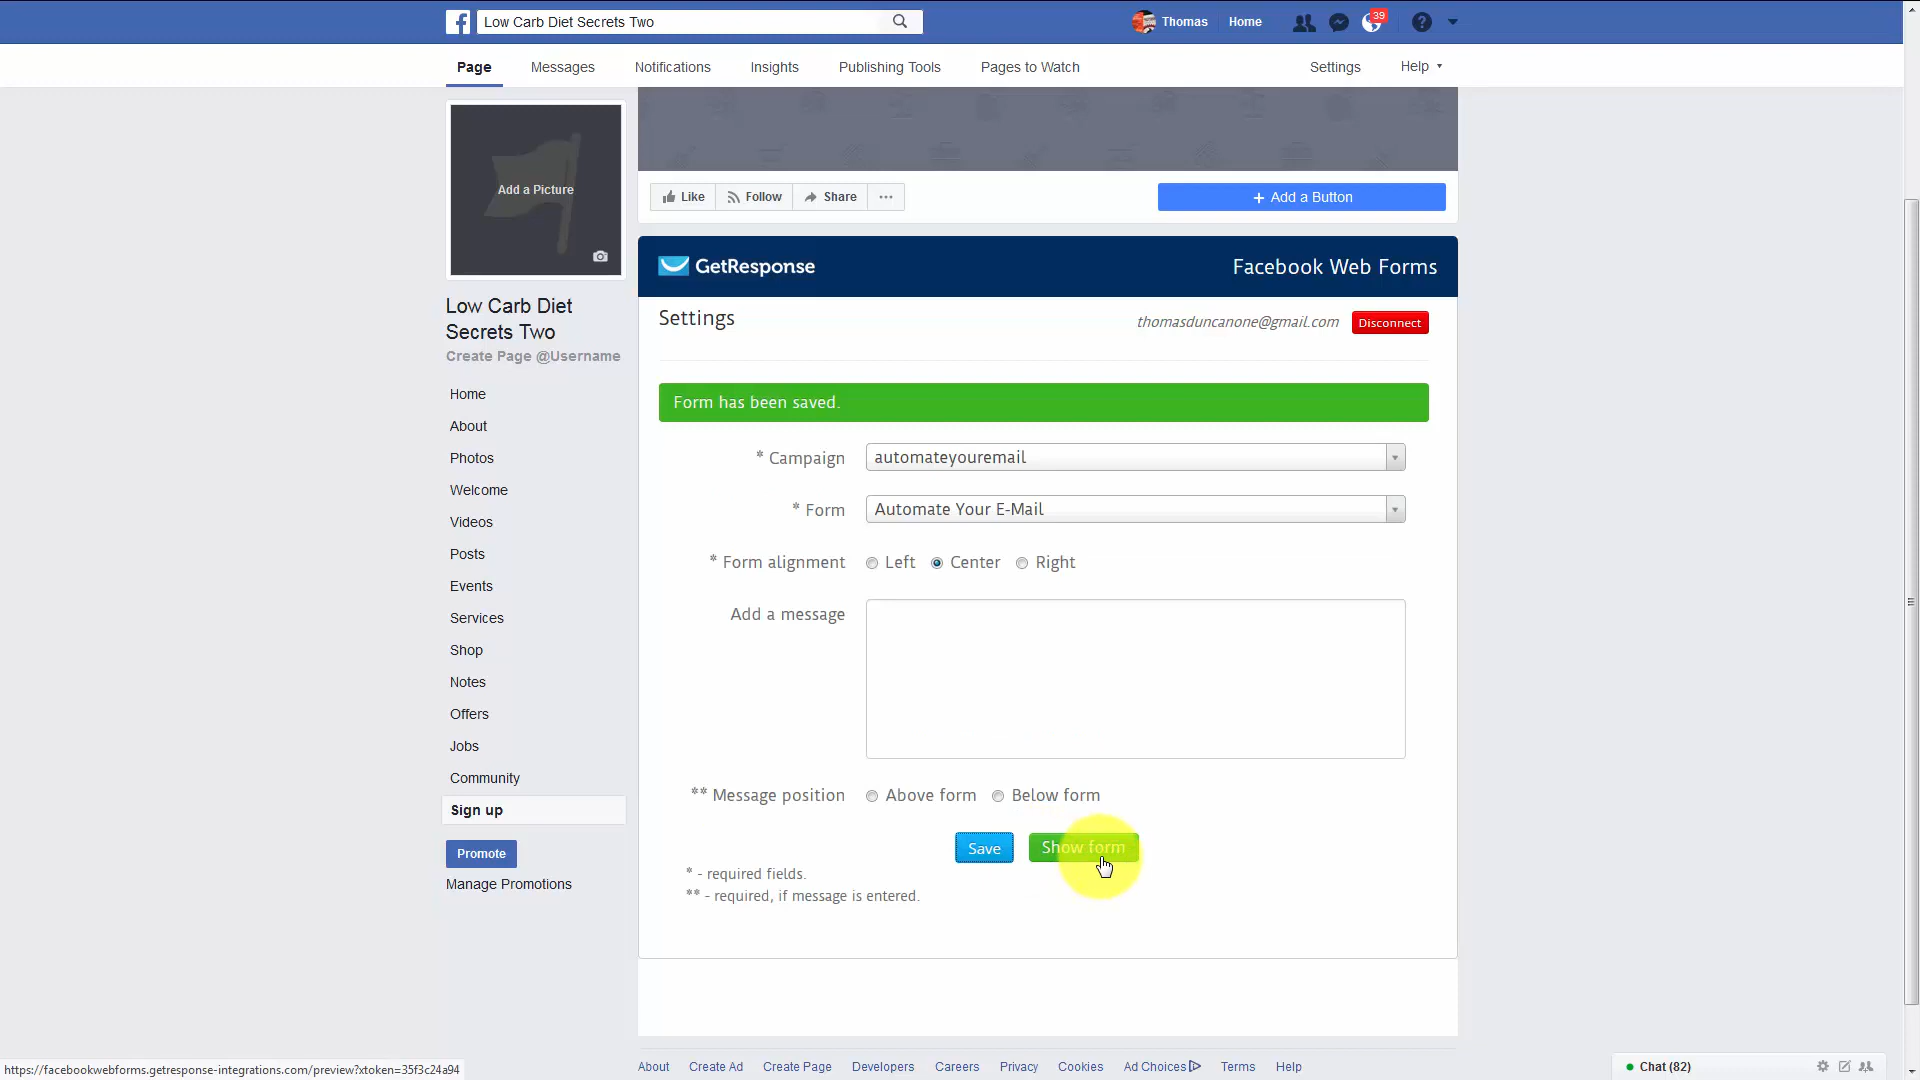 Low Carb Diet Secrets Two
Thomas
Home
39
?
Page
Messages
Notifications
Insights
Publishing Tools
Pages to Watch
Settings
Help
Add a Picture
Like
Follow
Share
...
+ Add a Button
Low Carb Diet
Secrets Two
Create Page @Username
Home
About
Photos
Welcome
Videos
Posts
Events
Services
Shop
Notes
Offers
Jobs
Community
Sign up
Promote
Manage Promotions
GetResponse
Facebook Web Forms
Settings
thomasduncanone@gmail.com
Disconnect
Form has been saved.
* Campaign
automateyouremail
* Form
Automate Your E-Mail
* Form alignment
Left
Center
Right
Add a message
** Message position
Above form
Below form
Save
Show form
* - required fields.
** - required, if message is entered.
About
Create Ad
Create Page
Developers
Careers
Privacy
Cookies
Ad Choices
Terms
Help
https://facebookwebforms.getresponse-integrations.com/preview?xtoken=35f3c24a94
Chat (82)